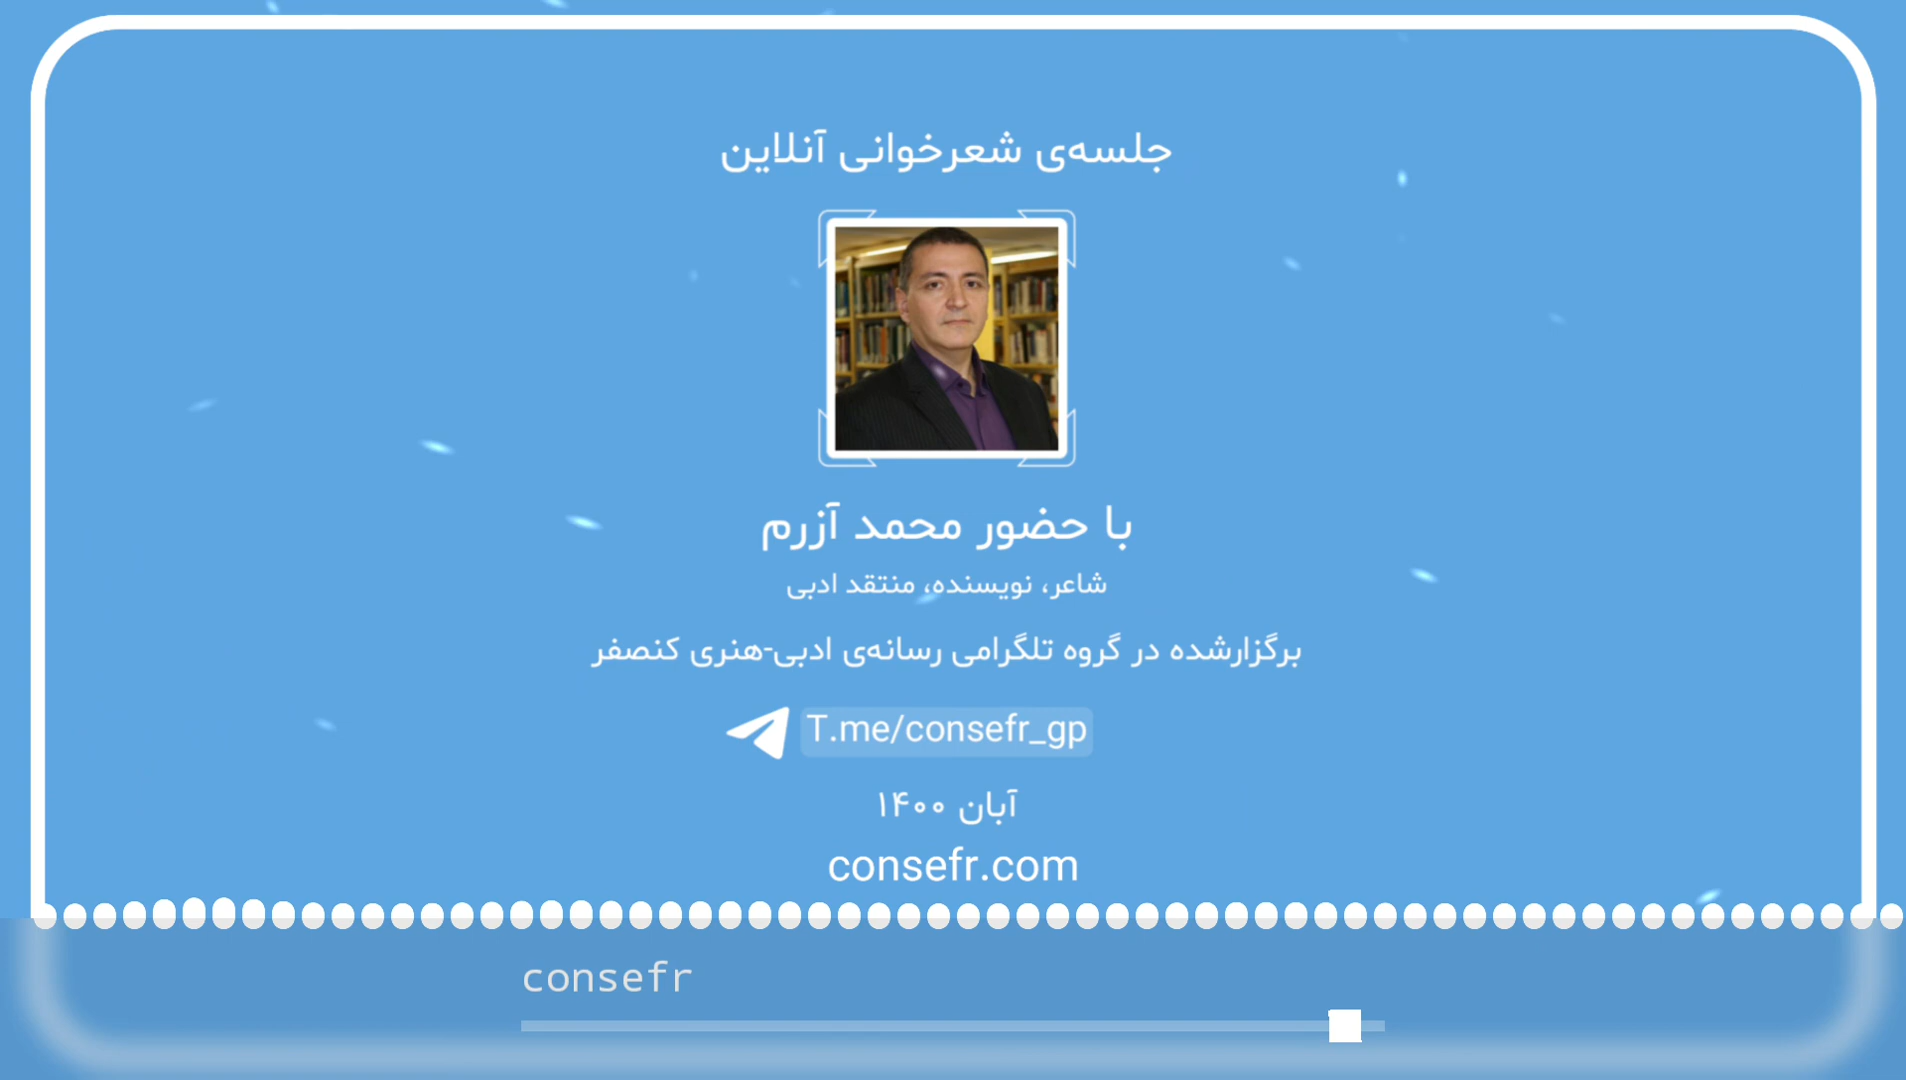 جلسه‌ی شعرخوانی آنلاین
با حضور محمد آزرم
شاعر، نویسنده، منتقد ادبی
برگزارشده در گروه تلگرامی رسانه‌ی ادبی-هنری کنصفر
T.me/consefr_gp
آبان ۱۴۰۰
consefr.com
consefr